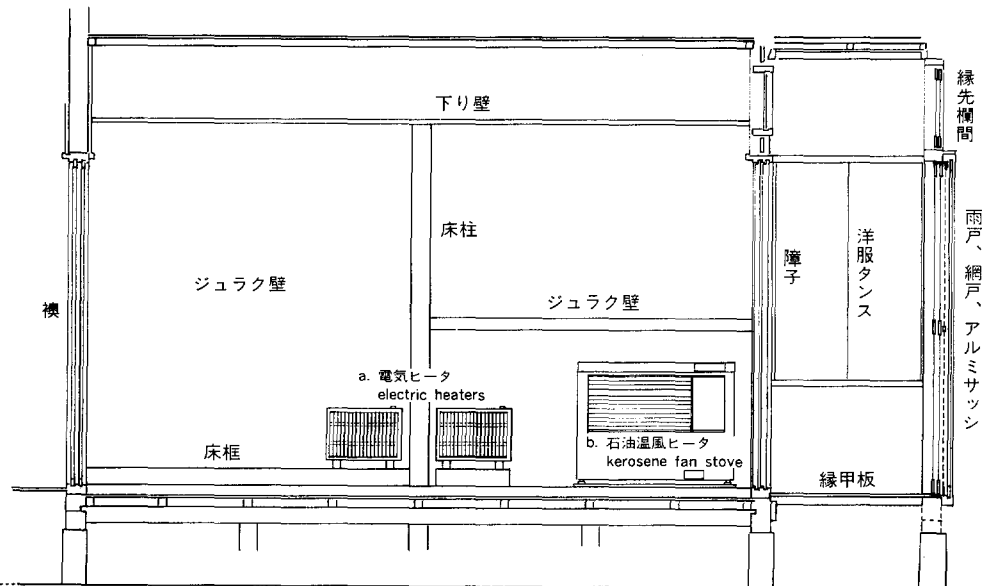 下り壁
縁先欄間
床柱
障子
洋服タンス
雨戸、網戸、アルミサッシ
ジュラク壁
ジュラク壁
襖
a. 電気ヒータ
electric heaters
b. 石油温風ヒータ
kerosene fan stove
床框
縁甲板